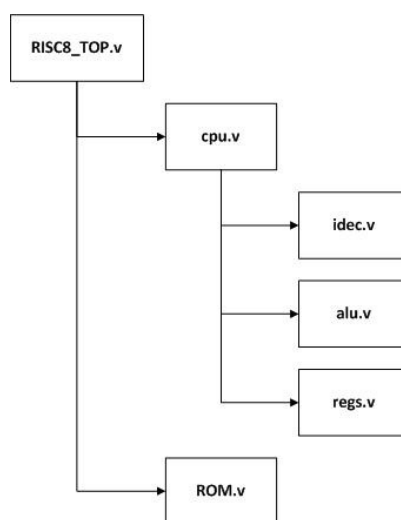 RISC8_TOP.v
cpu.v
idec.v
alu.v
regs.v
ROM.v